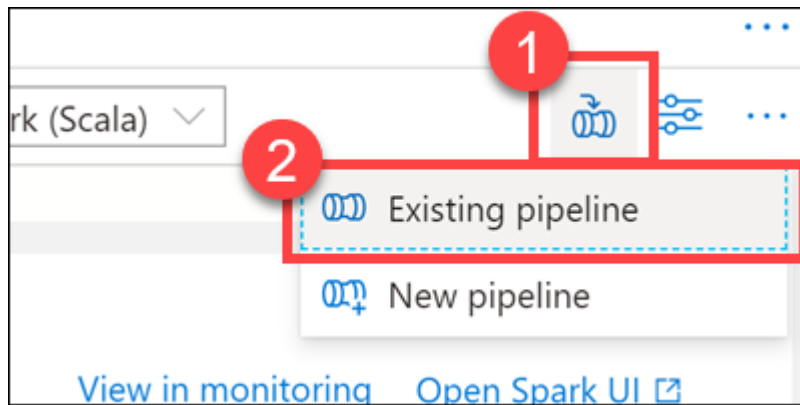 1
rk (Scala)
2
Existing pipeline
New pipeline
View in monitoring Open Spark UI